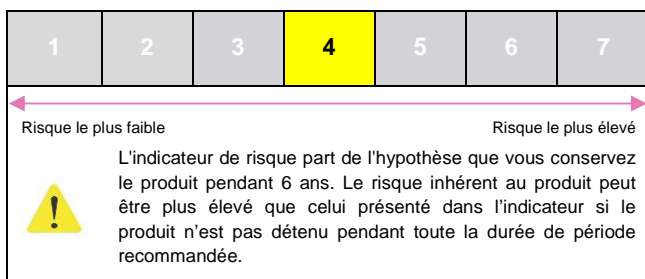 1 2 3 4 5 6 7
Risque le plus faible Risque le plus élevé
L'indicateur de risque part de l'hypothèse que vous conservez
le produit pendant 6 ans. Le risque inhérent au produit peut
être plus élevé que celui présenté dans l’indicateur si le
produit n’est pas détenu pendant toute la durée de période
recommandée.